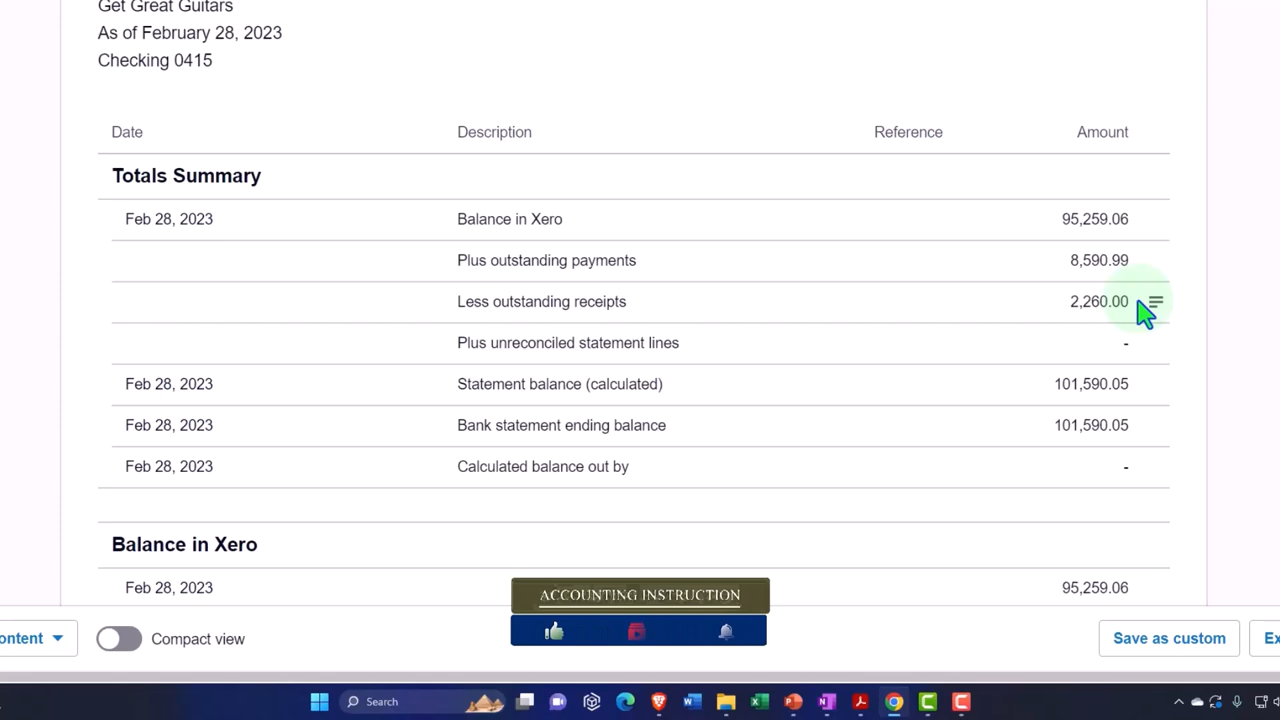 Get Great Guitars
As of February 28, 2023
Checking 0415
Date Description Reference Amount
Totals Summary
Feb 28, 2023 Balance in Xero 95,259.06
Plus outstanding payments 8,590.99
Less outstanding receipts 2,260.00
Plus unreconciled statement lines -
Feb 28, 2023 Statement balance (calculated) 101,590.05
Feb 28, 2023 Bank statement ending balance 101,590.05
Feb 28, 2023 Calculated balance out by -
Balance in Xero
Feb 28, 2023 95,259.06
ACCOUNTING INSTRUCTION
ontent Compact view Save as custom Ex
Search